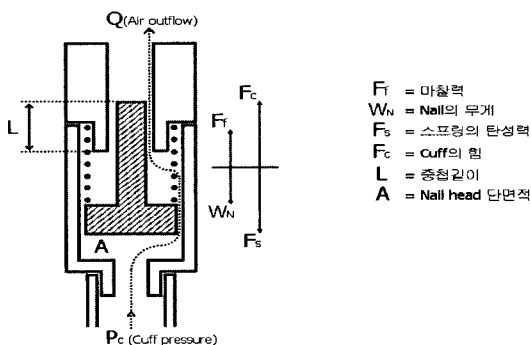 Q(Air outflow)
Fc
Ff
L
WN
A
Fs
Pc (Cuff pressure)
Ff = 마찰력
WN = Nail의 무게
Fs = 스프링의 탄성력
Fc = Cuff의 힘
L = 중첩길이
A = Nail head 단면적